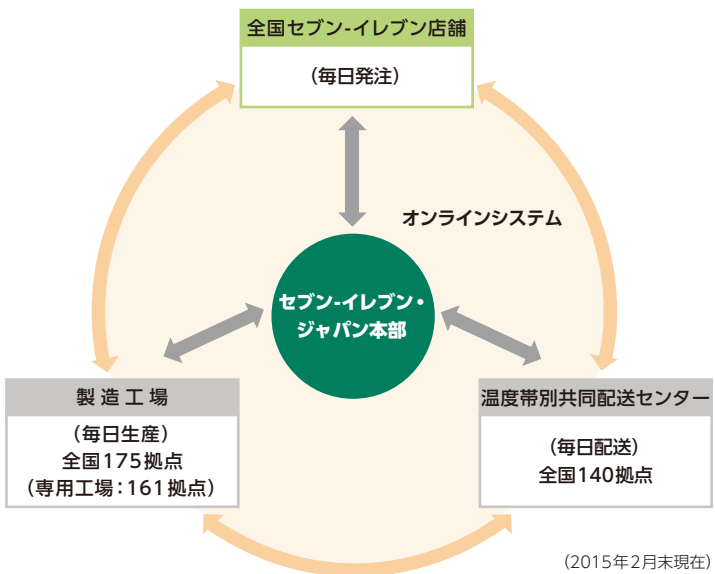 全国セブン-イレブン店舗
(毎日発注)
オンラインシステム
セブン-イレブン・
ジャパン本部
製造工場
(毎日生産)
全国175拠点
(専用工場:161拠点)
温度帯別共同配送センター
(毎日配送)
全国140拠点
(2015年2月末現在)